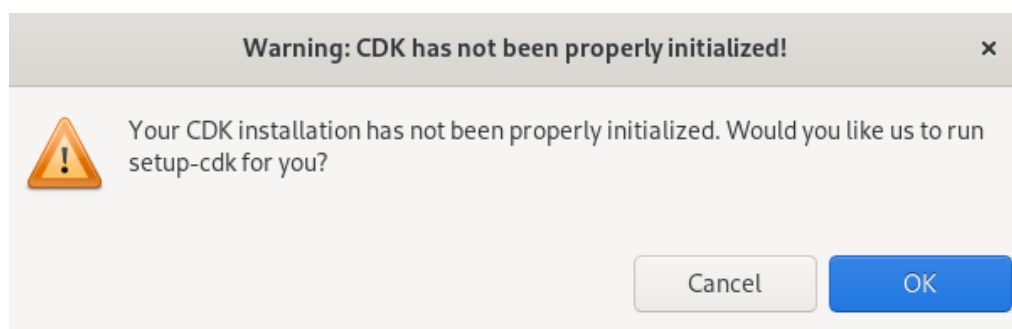 Warning: CDK has not been properly initialized!
×
Your CDK installation has not been properly initialized. Would you like us to run
setup-cdk for you?
Cancel
OK